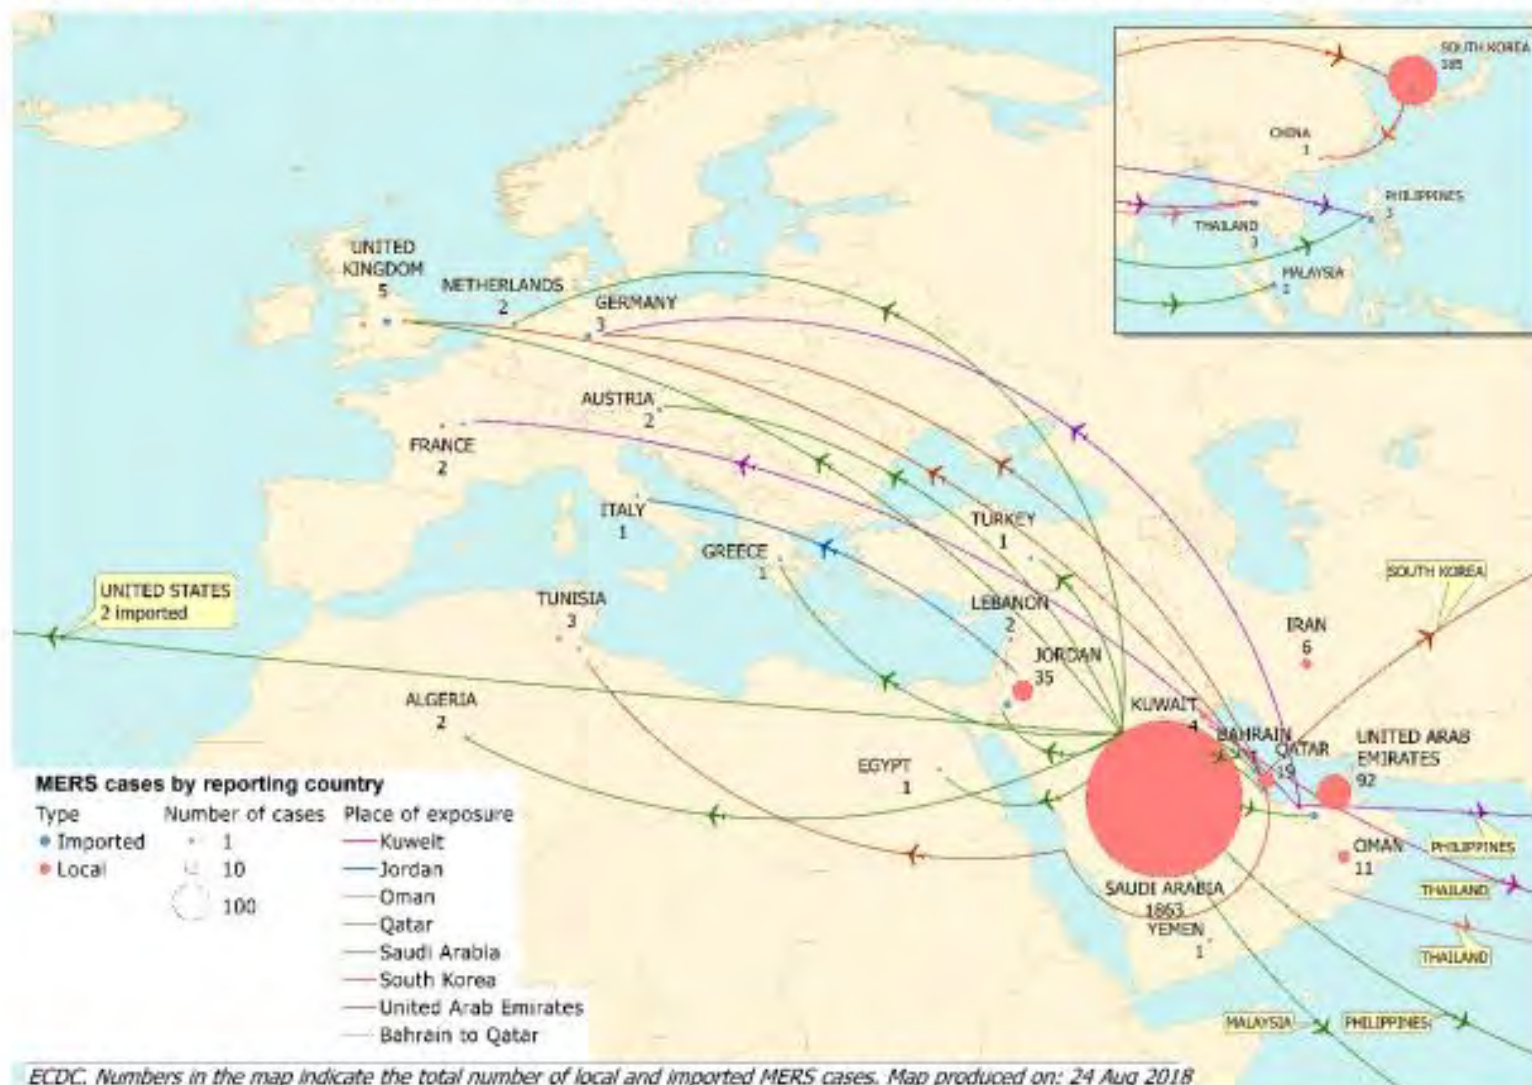 SOUTH KOREA
CHINA
1
PHILIPPINES
3
THAILAND
3
MALAYSIA
UNITED
KINGDOM
5
NETHERLANDS
2
GERMANY
3
AUSTRIA
2
FRANCE
2
ITALY
1
GREECE
1
TURKEY
1
UNITED STATES
2 imported
TUNISIA
3
LEBANON
2
JORDAN
35
SOUTH KOREA
IRAN
6
ALGERIA
2
KUWAIT
4
BAHRAIN
1
QATAR
19
UNITED ARAB
EMIRATES
92
EGYPT
1
PHILIPPINES
OMAN
11
THAILAND
SAUDI ARABIA
1863
YEMEN
1
THAILAND
MALAYSIA
PHILIPPINES
MERS cases by reporting country
Type
Imported
Local
Number of cases
1
10
100
Place of exposure
Kuweit
Jordan
Oman
Qatar
Saudi Arabia
South Korea
United Arab Emirates
Bahrain to Qatar
ECDC. Numbers in the map indicate the total number of local and imported MERS cases. Map produced on: 24 Aug 2018